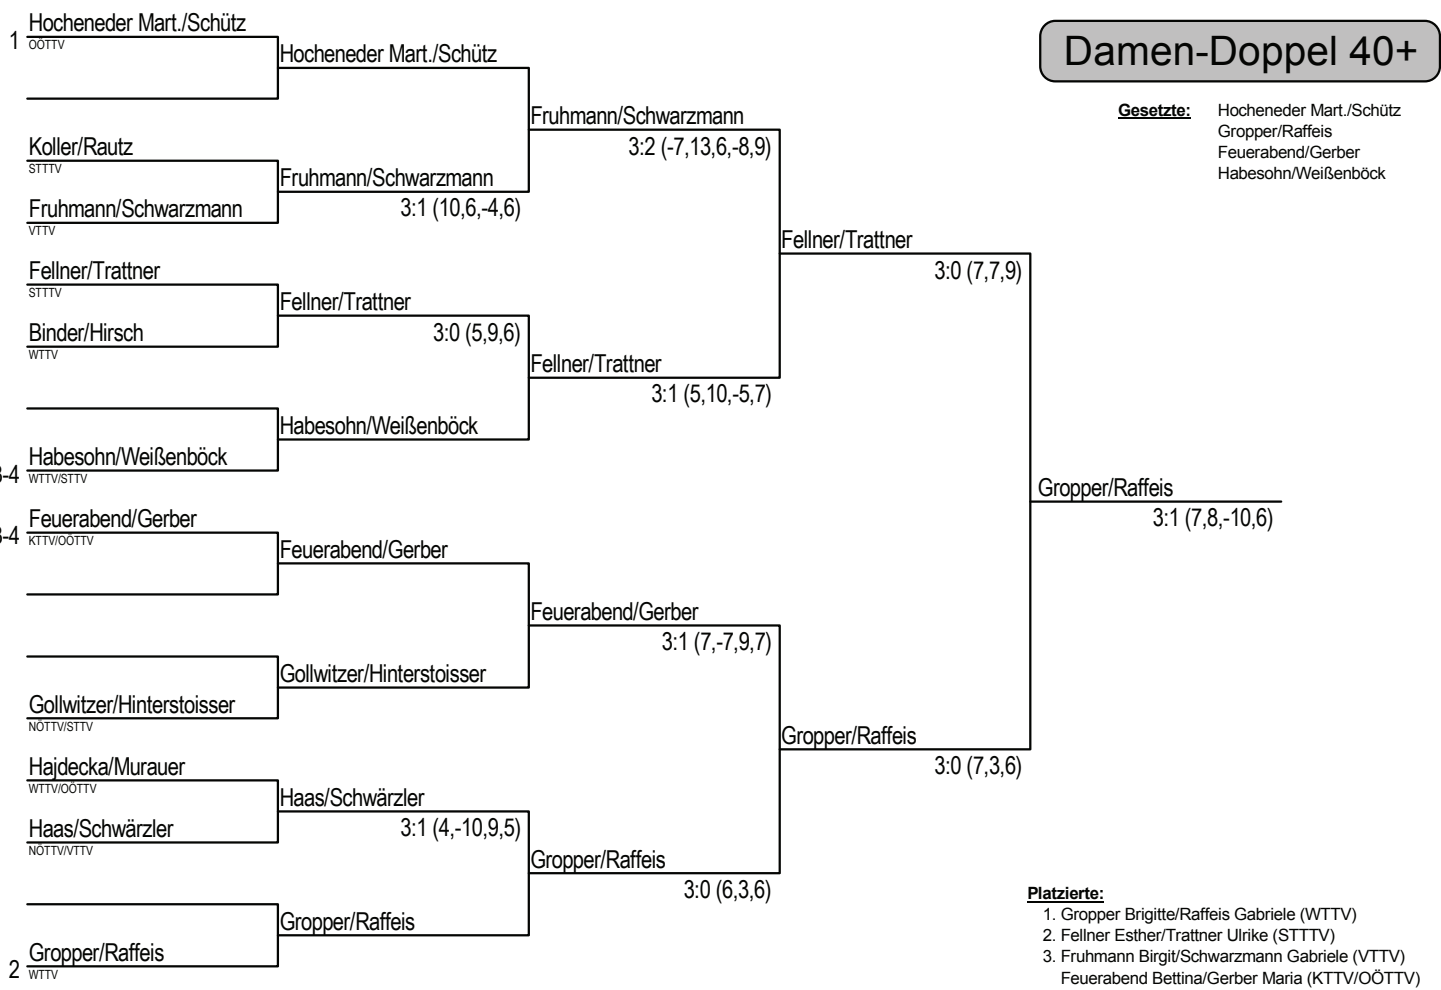 Damen-Doppel 40+
Gesetzte: Hocheneder Mart./Schütz
Gropper/Raffeis
Feuerabend/Gerber
Habesohn/Weißenböck
1 Hocheneder Mart./Schütz
OÖTTV
Koller/Rautz
STTTV
Fruhmann/Schwarzmann
VTTV
Fellner/Trattner
STTTV
Binder/Hirsch
WTTV
3-4 Habesohn/Weißenböck
WTTV/STTV
3-4 Feuerabend/Gerber
KTTV/OÖTTV
Gollwitzer/Hinterstoisser
NÖTTV/STTV
Hajdecka/Murauer
WTTV/OÖTTV
Haas/Schwärzler
NÖTTV/VTTV
2 Gropper/Raffeis
WTTV
Hocheneder Mart./Schütz
Fruhmann/Schwarzmann
3:1 (10,6,-4,6)
Fellner/Trattner
3:0 (5,9,6)
Habesohn/Weißenböck
Feuerabend/Gerber
Gollwitzer/Hinterstoisser
Haas/Schwärzler
3:1 (4,-10,9,5)
Gropper/Raffeis
Fruhmann/Schwarzmann
3:2 (-7,13,6,-8,9)
Fellner/Trattner
3:1 (5,10,-5,7)
Feuerabend/Gerber
3:1 (7,-7,9,7)
Gropper/Raffeis
3:0 (6,3,6)
Fellner/Trattner
3:0 (7,7,9)
Gropper/Raffeis
3:0 (7,3,6)
Gropper/Raffeis
3:1 (7,8,-10,6)
Platzierte:
1. Gropper Brigitte/Raffeis Gabriele (WTTV)
2. Fellner Esther/Trattner Ulrike (STTTV)
3. Fruhmann Birgit/Schwarzmann Gabriele (VTTV)
Feuerabend Bettina/Gerber Maria (KTTV/OÖTTV)